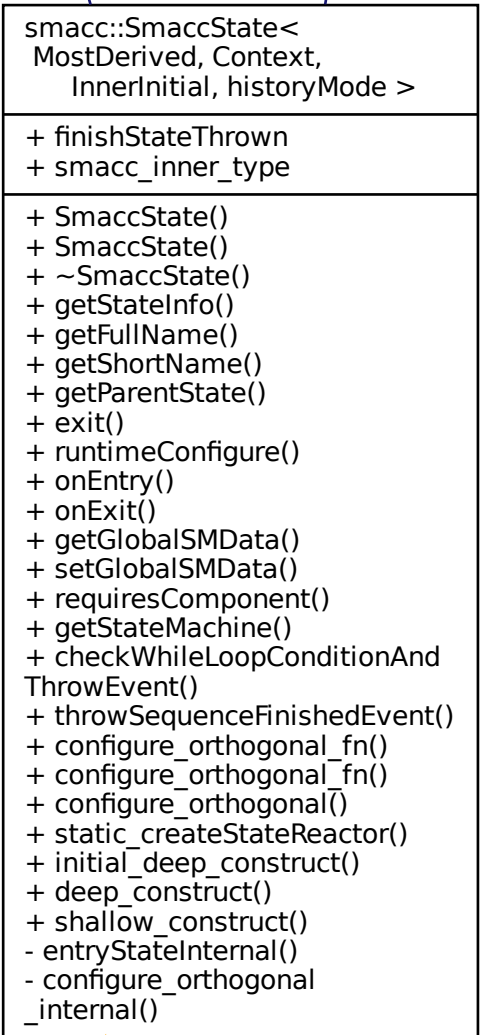 smacc::SmaccState<
MostDerived, Context,
InnerInitial, historyMode >
+ finishStateThrown
+ smacc_inner_type
+ SmaccState()
+ SmaccState()
+ ~SmaccState()
+ getStateInfo()
+ getFullName()
+ getShortName()
+ getParentState()
+ exit()
+ runtimeConfigure()
+ onEntry()
+ onExit()
+ getGlobalSMData()
+ setGlobalSMData()
+ requiresComponent()
+ getStateMachine()
+ checkWhileLoopConditionAnd
ThrowEvent()
+ throwSequenceFinishedEvent()
+ configure_orthogonal_fn()
+ configure_orthogonal_fn()
+ configure_orthogonal()
+ static_createStateReactor()
+ initial_deep_construct()
+ deep_construct()
+ shallow_construct()
- entryStateInternal()
- configure_orthogonal
_internal()